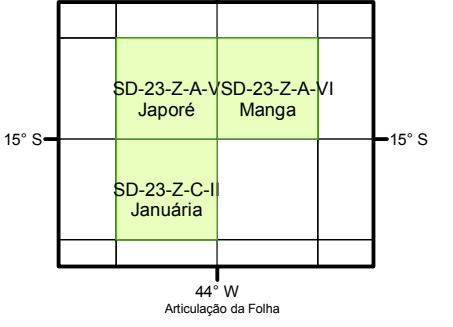 SD-23-Z-A-V SD-23-Z-A-VI
Japoré Manga
15° S 15° S
SD-23-Z-C-II
Januária
44° W
Articulação da Folha